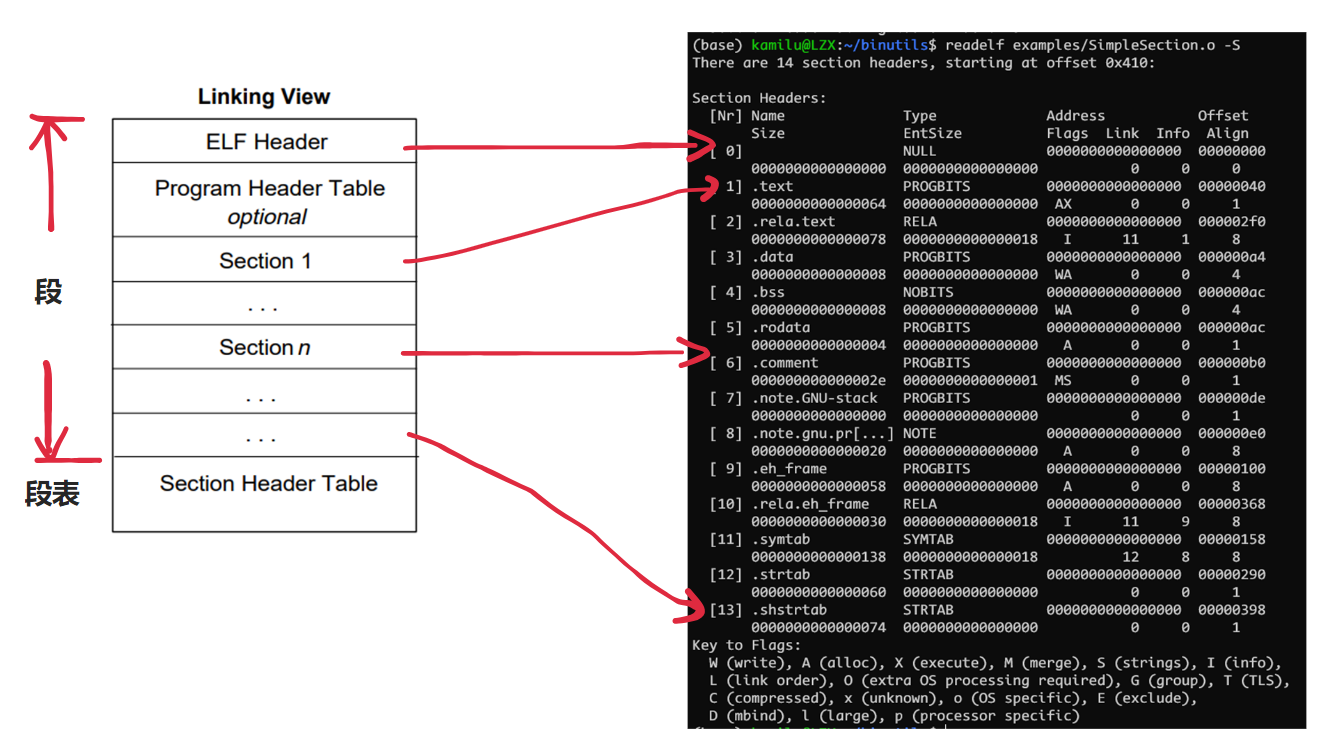 Linking View
ELF Header
Program Header Table
optional
Section 1
. . .
Section n
. . .
. . .
Section Header Table
段
段表
(base) kamilu@LZX:~/binutils$ readelf examples/SimpleSection.o -S
There are 14 section headers, starting at offset 0x410:
Section Headers:
[Nr] Name Type Address Offset
Size EntSize Flags Link Info Align
[ 0] NULL 0000000000000000 00000000
0000000000000000 0000000000000000 0 0 0
1] .text PROGBITS 0000000000000000 00000040
0000000000000064 0000000000000000 AX 0 0 1
[ 2] .rela.text RELA 0000000000000000 000002f0
0000000000000078 0000000000000018 I 11 1 8
[ 3] .data PROGBITS 0000000000000000 000000a4
0000000000000008 0000000000000000 WA 0 0 4
[ 4] .bss NOBITS 0000000000000000 000000ac
0000000000000008 0000000000000000 WA 0 0 4
[ 5] .rodata PROGBITS 0000000000000000 000000ac
0000000000000004 0000000000000000 A 0 0 1
[ 6] .comment PROGBITS 0000000000000000 000000b0
000000000000002e 0000000000000001 MS 0 0 1
[ 7] .note.GNU-stack PROGBITS 0000000000000000 000000de
0000000000000000 0000000000000000 0 0 1
[ 8] .note.gnu.pr[...] NOTE 0000000000000000 000000e0
0000000000000020 0000000000000000 A 0 0 8
[ 9] .eh_frame PROGBITS 0000000000000000 00000100
0000000000000058 0000000000000000 A 0 0 8
[10] .rela.eh_frame RELA 0000000000000000 00000368
0000000000000030 0000000000000018 I 11 9 8
[11] .symtab SYMTAB 0000000000000000 00000158
0000000000000138 0000000000000018 12 8 8
[12] .strtab STRTAB 0000000000000000 00000290
0000000000000060 0000000000000000 0 0 1
[13] .shstrtab STRTAB 0000000000000000 00000398
0000000000000074 0000000000000000 0 0 1
Key to Flags:
W (write), A (alloc), X (execute), M (merge), S (strings), I (info),
L (link order), O (extra OS processing required), G (group), T (TLS),
C (compressed), x (unknown), o (OS specific), E (exclude),
D (mbind), l (large), p (processor specific)